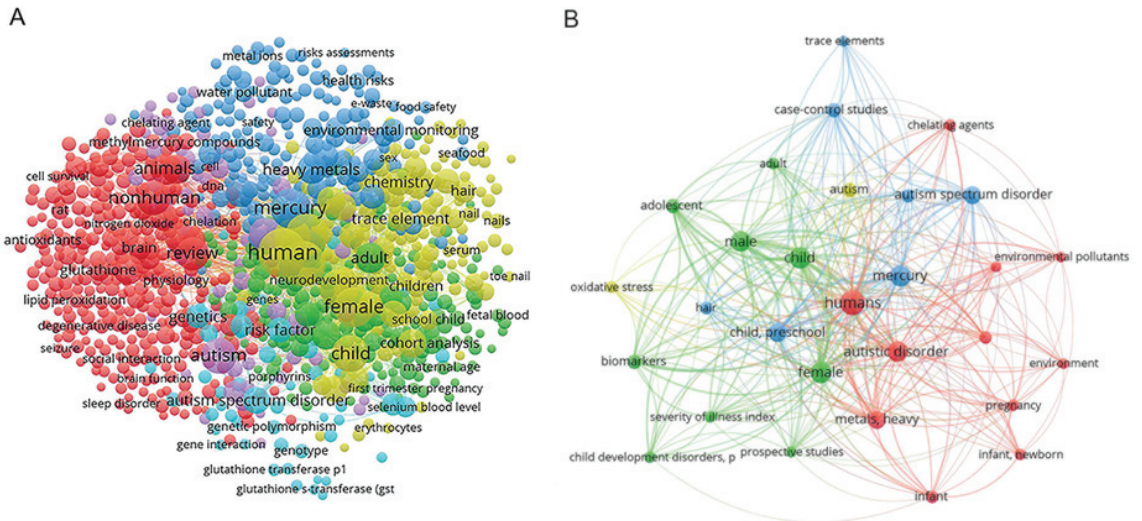 A
metal ions
risks assessments
health risks
water pollutant
e-waste
food safety
chelating agent
safety
environmental monitoring
methylmercury compounds
sex
seafood
animals
cell
heavy metals
chemistry
cell survival
dna
hair
nonhuman
rat
mercury
nail
nails
nitrogen dioxide
chelation
trace element
antioxidants
brain
review
human
adult
serum
glutathione
physiology
neurodevelopment
children
toe nail
lipid peroxidation
genes
female
degenerative disease
genetics
risk factor
school child
fetal blood
seizure
social interaction
autism
child
cohort analysis
brain function
porphyrins
maternal age
sleep disorder
autism spectrum disorder
first trimester pregnancy
selenium blood level
genetic polymorphism
erythrocytes
gene interaction
genotype
glutathione transferase p1
glutathione s-transferase (gst
B
trace elements
case-control studies
chelating agents
adult
autism
autism spectrum disorder
adolescent
male
child
environmental pollutants
mercury
oxidative stress
humans
hair
child, preschool
autistic disorder
biomarkers
female
environment
pregnancy
severity of illness index
metals, heavy
child development disorders, p
prospective studies
infant, newborn
infant